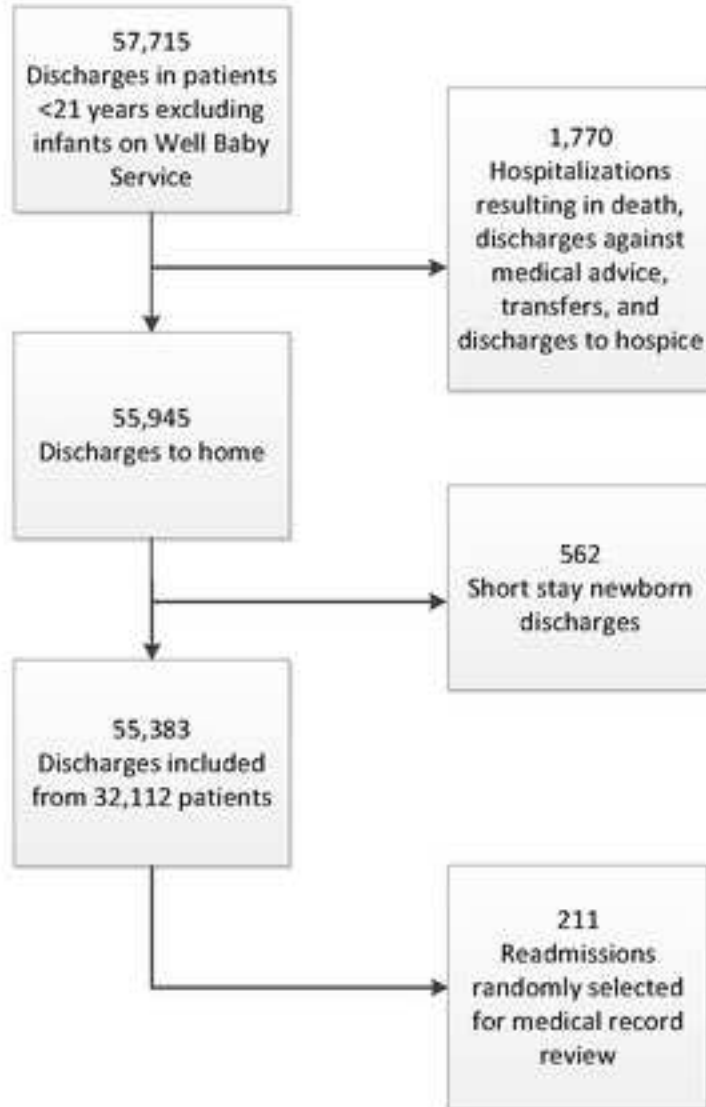 57,715
Discharges in patients
<21 years excluding
infants on Well Baby
Service
1,770
Hospitalizations
resulting in death,
discharges against
medical advice,
transfers, and
discharges to hospice
55,945
Discharges to home
562
Short stay newborn
discharges
55,383
Discharges included
from 32,112 patients
211
Readmissions
randomly selected
for medical record
review